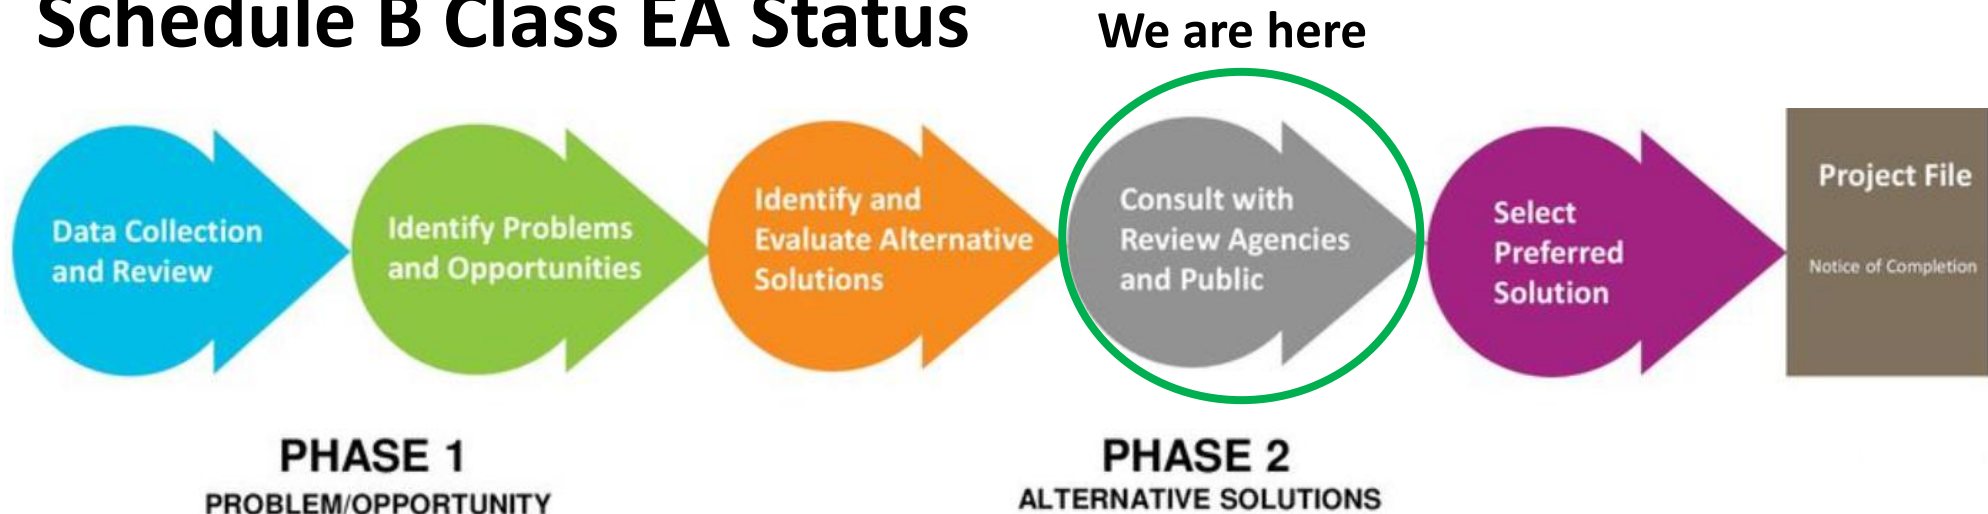 Schedule B Class EA Status
We are here
Data Collection
and Review
Identify Problems
and Opportunities
Identify and
Evaluate Alternative
Solutions
Consult with
Review Agencies
and Public
Select
Preferred
Solution
Project File
Notice of Completion
PHASE 1
PROBLEM/OPPORTUNITY
PHASE 2
ALTERNATIVE SOLUTIONS